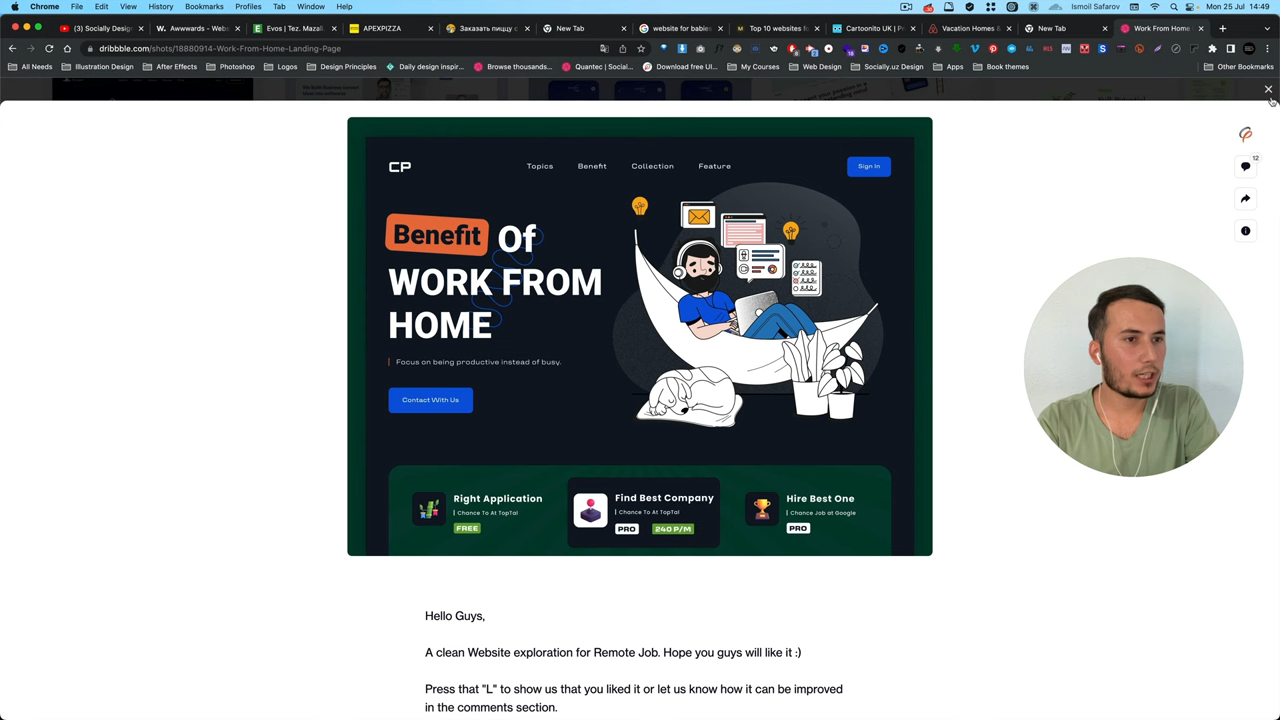 Chrome File Edit View History Bookmarks Profiles Tab Window Help
Ismoil Safarov
Mon 25 Jul 14:49
(3) Socially Desig
Awwwards - Websi
Evos | Tez. Mazali
APEXPIZZA
Заказать пиццу с
New Tab
website for babies
Top 10 websites fo
Cartoonito UK | P
Vacation Homes &
New Tab
Work From Home
dribbble.com/shots/18880914-Work-From-Home-Landing-Page
All Needs
Illustration Design
After Effects
Photoshop
Logos
Design Principles
Daily design inspir...
Browse thousands...
Quantec | Social...
Download free UI...
My Courses
Web Design
Socially.uz Design
Apps
Book themes
Other Bookmarks
12
CP
Topics Benefit Collection Feature
Sign In
Benefit Of
WORK FROM
HOME
Focus on being productive instead of busy.
Contact With Us
Right Application
Chance To At TopTal
FREE
Find Best Company
Chance To At TopTal
PRO 240 P/M
Hire Best One
Chance Job at Google
PRO
Hello Guys,
A clean Website exploration for Remote Job. Hope you guys will like it :)
Press that "L" to show us that you liked it or let us know how it can be improved
in the comments section.